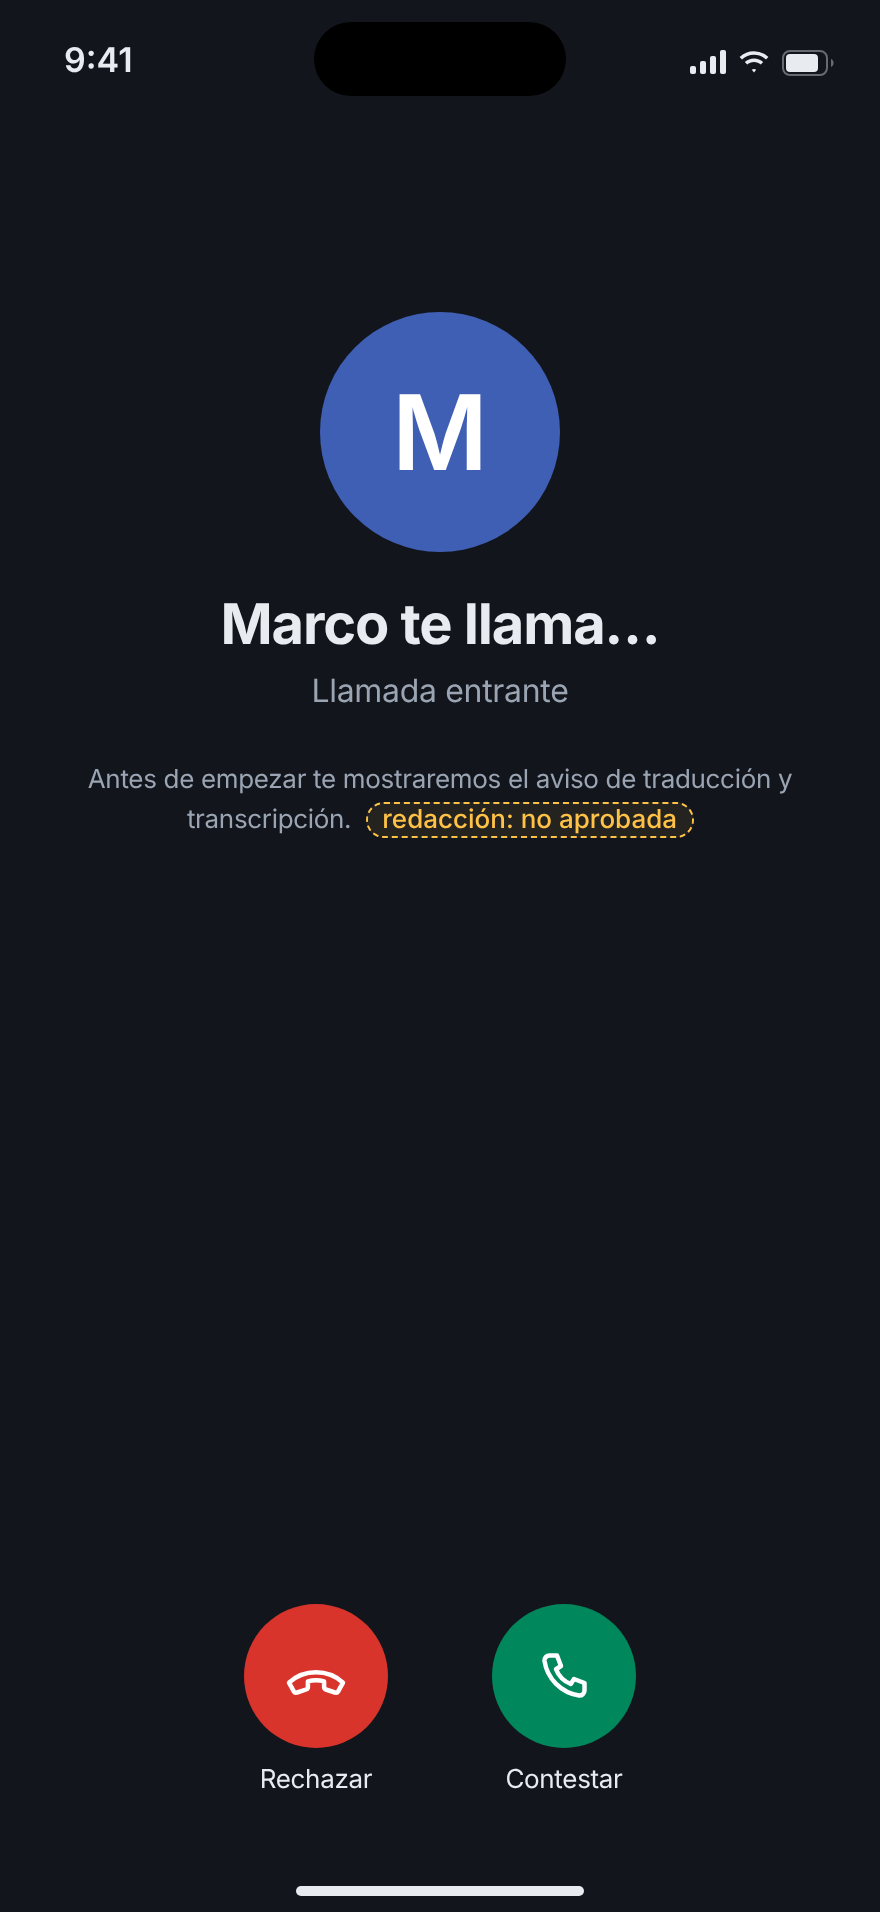 9:41
M
Marco te llama...
Llamada entrante
Antes de empezar te mostraremos el aviso de traducción y
transcripción. redacción: no aprobada
Rechazar
Contestar